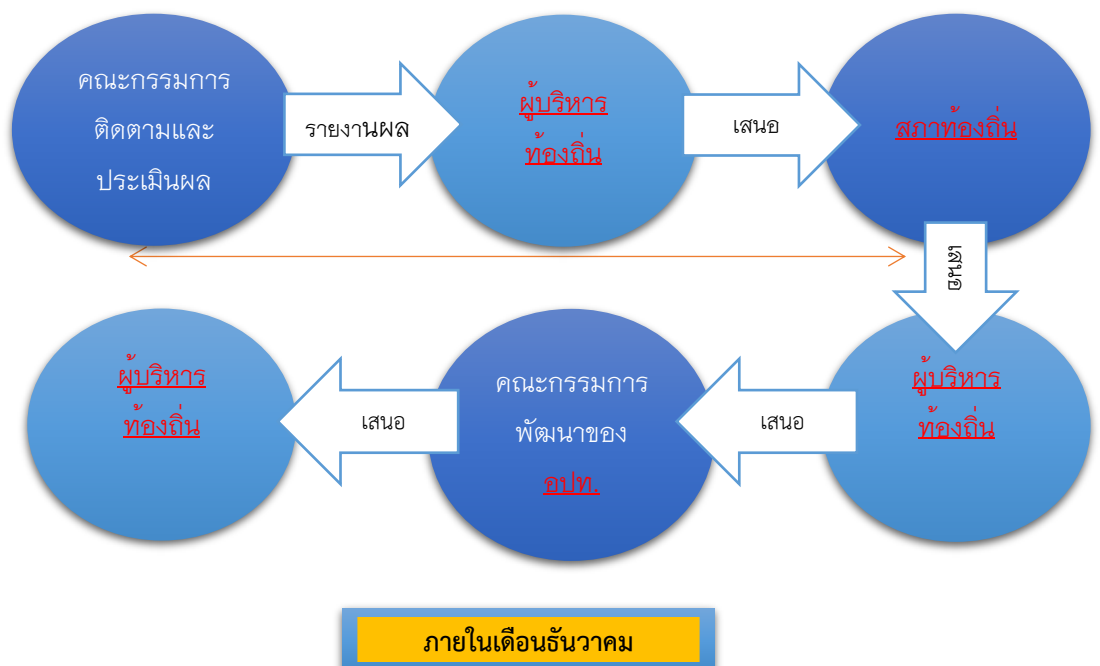 คณะกรรมการ
ติดตามและ
ประเมินผล
รายงานผล
ผู้บริหาร
ท้องถิ่น
เสนอ
สภาท้องถิ่น
เสนอ
ผู้บริหาร
ท้องถิ่น
เสนอ
คณะกรรมการ
พัฒนาของ
อปท.
เสนอ
ผู้บริหาร
ท้องถิ่น
ภายในเดือนธันวาคม